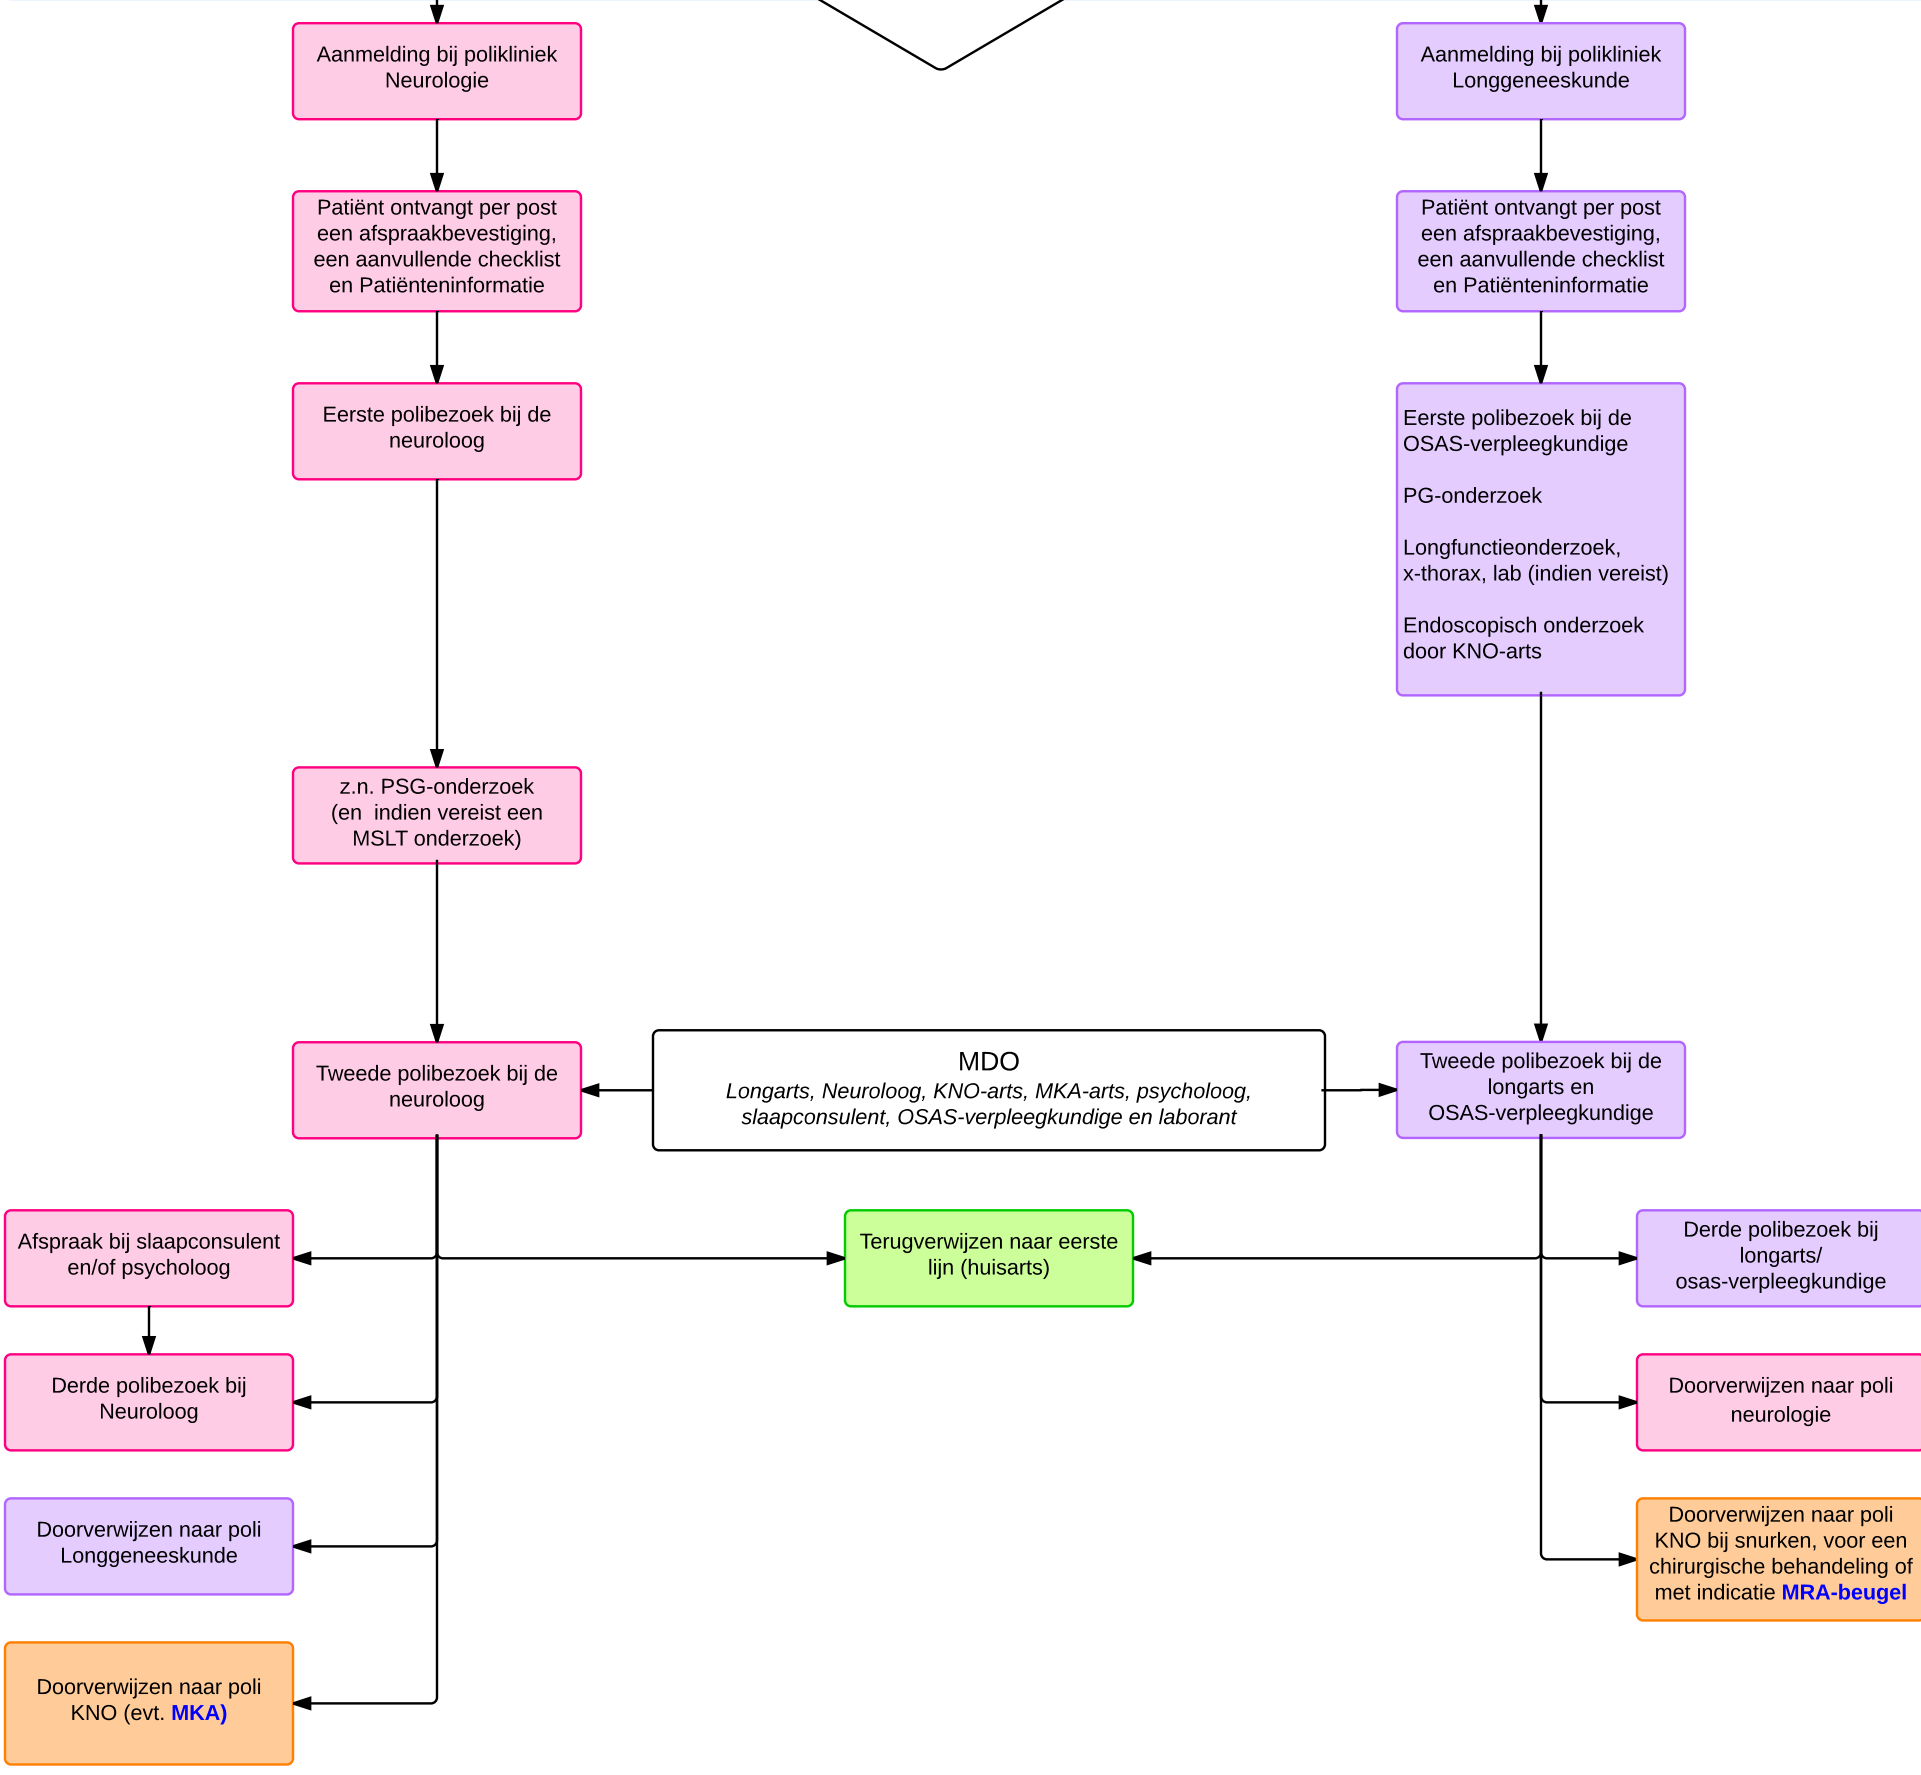 Aanmelding bij polikliniek
Neurologie
Aanmelding bij polikliniek
Longgeneeskunde
Patiënt ontvangt per post
een afspraakbevestiging,
een aanvullende checklist
en Patiënteninformatie
Patiënt ontvangt per post
een afspraakbevestiging,
een aanvullende checklist
en Patiënteninformatie
Eerste polibezoek bij de
neuroloog
Eerste polibezoek bij de
OSAS-verpleegkundige
PG-onderzoek
Longfunctieonderzoek,
x-thorax, lab (indien vereist)
Endoscopisch onderzoek
door KNO-arts
z.n. PSG-onderzoek
(en  indien vereist een
MSLT onderzoek)
Tweede polibezoek bij de
neuroloog
MDO
Longarts, Neuroloog, KNO-arts, MKA-arts, psycholoog,
slaapconsulent, OSAS-verpleegkundige en laborant
Tweede polibezoek bij de
longarts en
OSAS-verpleegkundige
Afspraak bij slaapconsulent
en/of psycholoog
Terugverwijzen naar eerste
lijn (huisarts)
Derde polibezoek bij
longarts/
osas-verpleegkundige
Derde polibezoek bij
Neuroloog
Doorverwijzen naar poli
neurologie
Doorverwijzen naar poli
Longgeneeskunde
Doorverwijzen naar poli
KNO bij snurken, voor een
chirurgische behandeling of
met indicatie MRA-beugel
Doorverwijzen naar poli
KNO (evt. MKA)